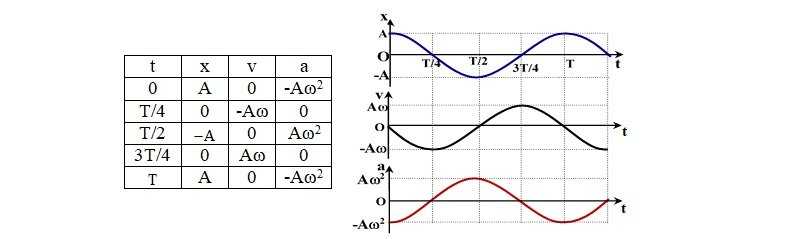 t x v a
0 A 0 -Aω²
T/4 0 -Aω 0
T/2 –A 0 Aω²
3T/4 0 Aω 0
T A 0 -Aω²
x
A
O T/4 T/2 3T/4 T t
-A
v
Aω
O t
-Aω
a
Aω²
O t
-Aω²